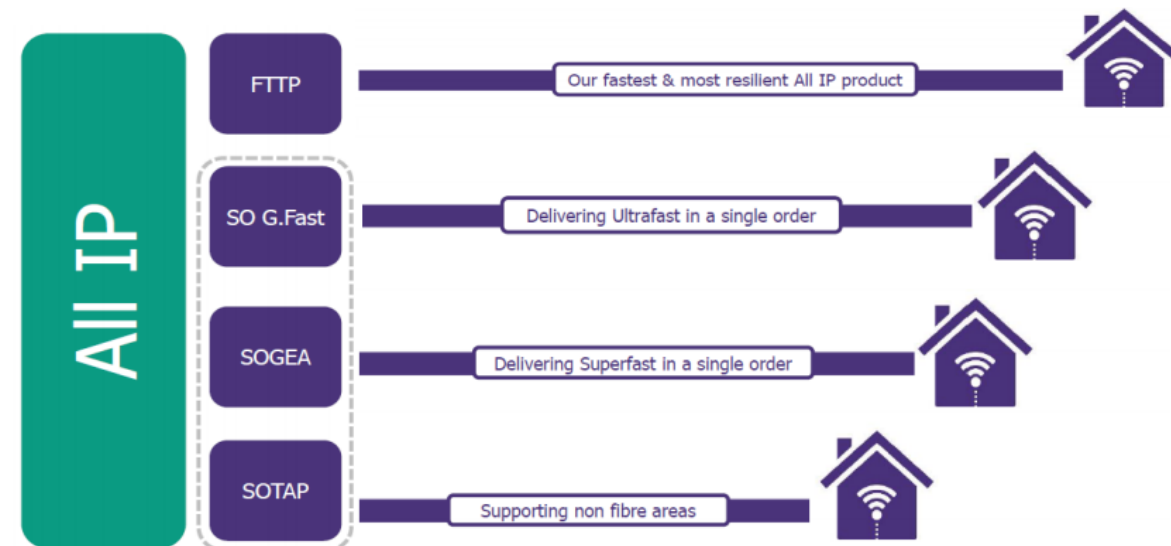 All IP
FTTP
Our fastest & most resilient All IP product
SO G.Fast
Delivering Ultrafast in a single order
SOGEA
Delivering Superfast in a single order
SOTAP
Supporting non fibre areas